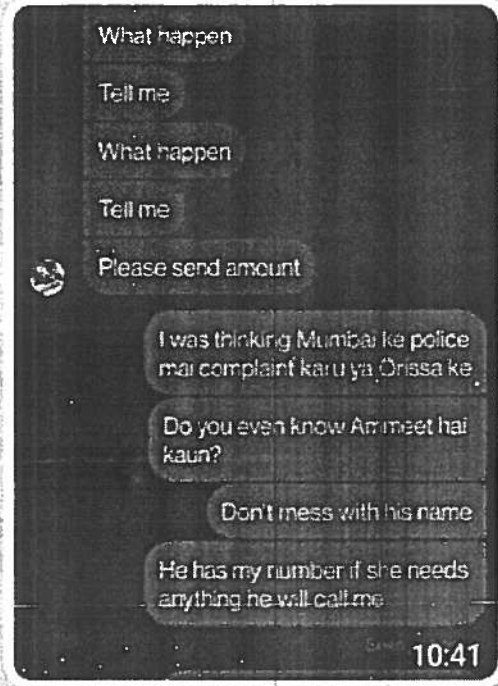 What happen
Tell me
What happen
Tell me
Please send amount
I was thinking Mumbai ke police
mai complaint karu ya Orissa ke
Do you even know Ammeet hai
kaun?
Don't mess with his name
He has my number if she needs
anything he will call me
10:41